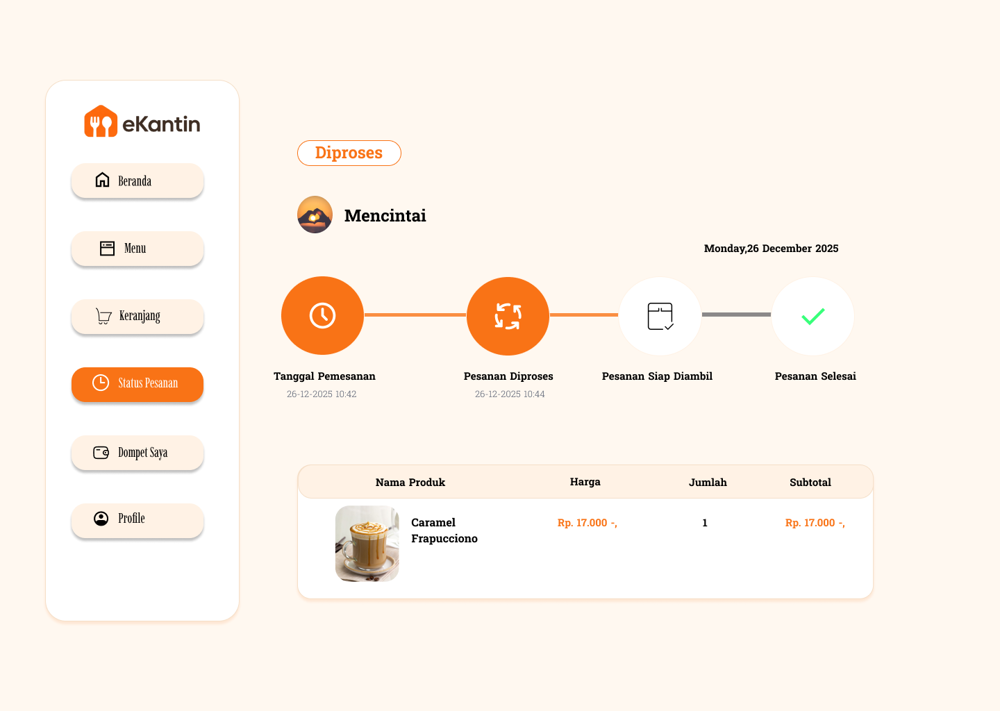 eKantin
Beranda
Menu
Keranjang
Status Pesanan
Dompet Saya
Profile
Diproses
Mencintai
Monday,26 December 2025
Tanggal Pemesanan
26-12-2025 10:42
Pesanan Diproses
26-12-2025 10:44
Pesanan Siap Diambil
Pesanan Selesai
Nama Produk Harga Jumlah Subtotal
Caramel Rp. 17.000 -, 1 Rp. 17.000 -,
Frapucciono